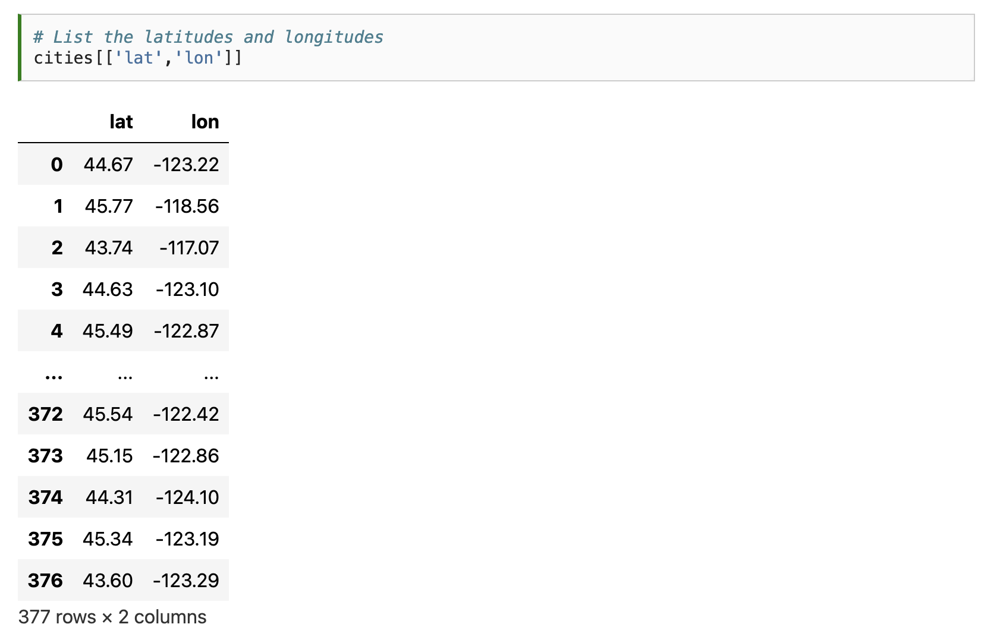 # List the latitudes and longitudes
cities[['lat','lon']]
lat lon
0 44.67 -123.22
1 45.77 -118.56
2 43.74 -117.07
3 44.63 -123.10
4 45.49 -122.87
... ... ...
372 45.54 -122.42
373 45.15 -122.86
374 44.31 -124.10
375 45.34 -123.19
376 43.60 -123.29
377 rows × 2 columns